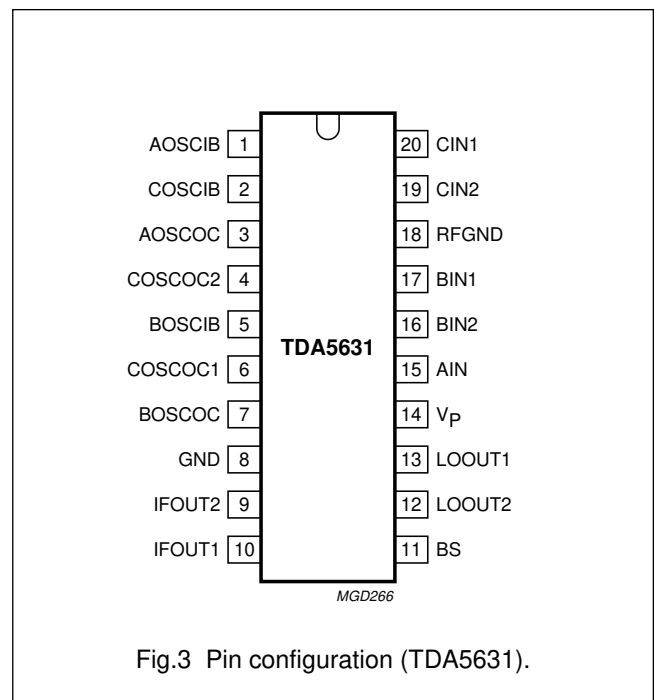 AOSCIB 1 20 CIN1
COSCIB 2 19 CIN2
AOSCOC 3 18 RFGND
COSCOC2 4 17 BIN1
BOSCIB 5 16 BIN2
TDA5631
COSCOC1 6 15 AIN
BOSCOC 7 14 VP
GND 8 13 LOOUT1
IFOUT2 9 12 LOOUT2
IFOUT1 10 11 BS
MGD266
Fig.3 Pin configuration (TDA5631).